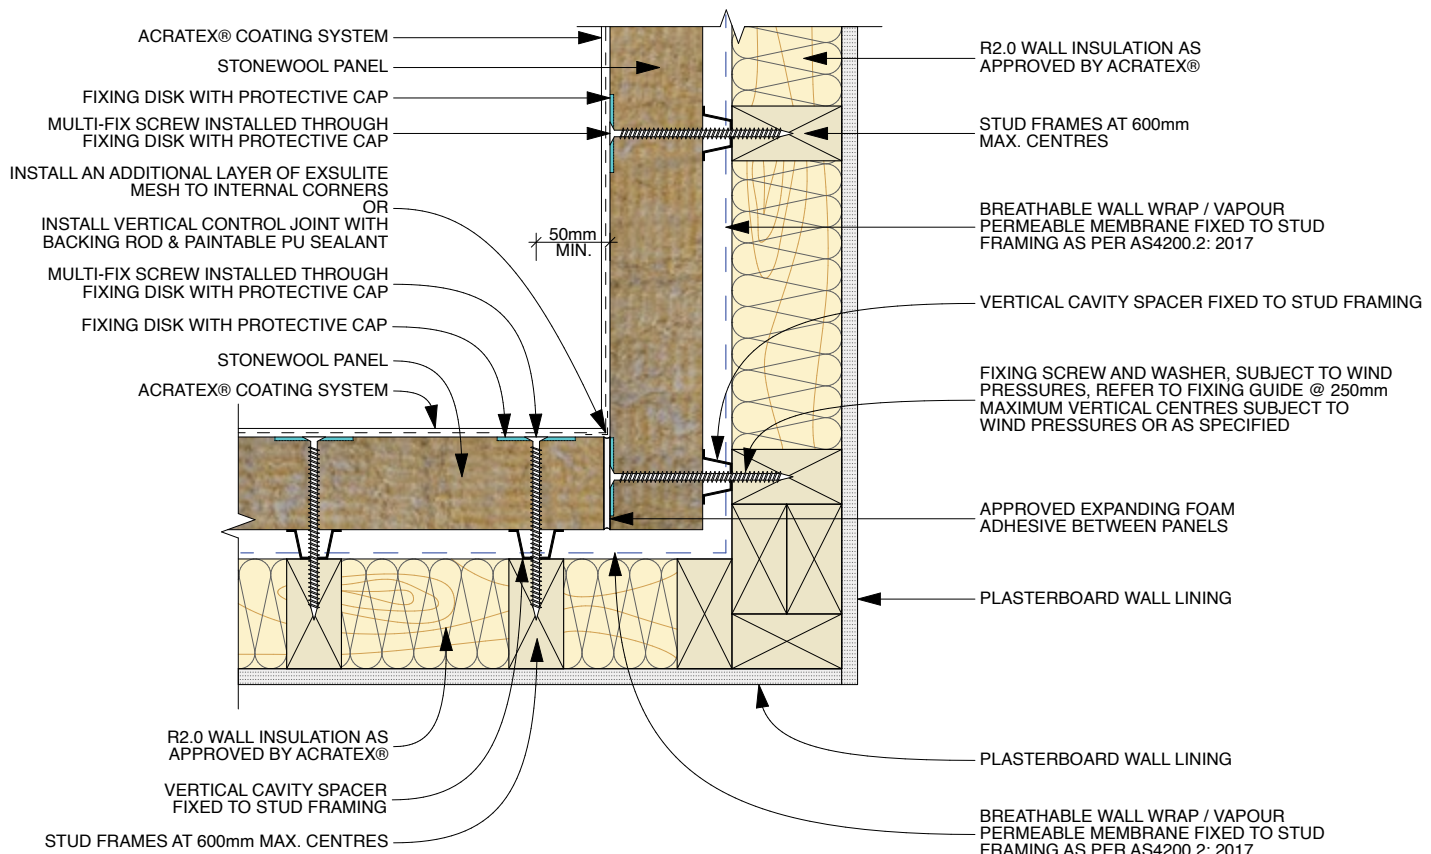 ACRATEX® COATING SYSTEM
STONEWOOL PANEL
FIXING DISK WITH PROTECTIVE CAP
MULTI-FIX SCREW INSTALLED THROUGH
FIXING DISK WITH PROTECTIVE CAP
INSTALL AN ADDITIONAL LAYER OF EXSULITE
MESH TO INTERNAL CORNERS
OR
INSTALL VERTICAL CONTROL JOINT WITH
BACKING ROD & PAINTABLE PU SEALANT
MULTI-FIX SCREW INSTALLED THROUGH
FIXING DISK WITH PROTECTIVE CAP
FIXING DISK WITH PROTECTIVE CAP
STONEWOOL PANEL
ACRATEX® COATING SYSTEM
50mm
MIN.
R2.0 WALL INSULATION AS
APPROVED BY ACRATEX®
STUD FRAMES AT 600mm
MAX. CENTRES
BREATHABLE WALL WRAP / VAPOUR
PERMEABLE MEMBRANE FIXED TO STUD
FRAMING AS PER AS4200.2: 2017
VERTICAL CAVITY SPACER FIXED TO STUD FRAMING
FIXING SCREW AND WASHER, SUBJECT TO WIND
PRESSURES, REFER TO FIXING GUIDE @ 250mm
MAXIMUM VERTICAL CENTRES SUBJECT TO
WIND PRESSURES OR AS SPECIFIED
APPROVED EXPANDING FOAM
ADHESIVE BETWEEN PANELS
PLASTERBOARD WALL LINING
R2.0 WALL INSULATION AS
APPROVED BY ACRATEX®
VERTICAL CAVITY SPACER
FIXED TO STUD FRAMING
STUD FRAMES AT 600mm MAX. CENTRES
PLASTERBOARD WALL LINING
BREATHABLE WALL WRAP / VAPOUR
PERMEABLE MEMBRANE FIXED TO STUD
FRAMING AS PER AS4200.2: 2017